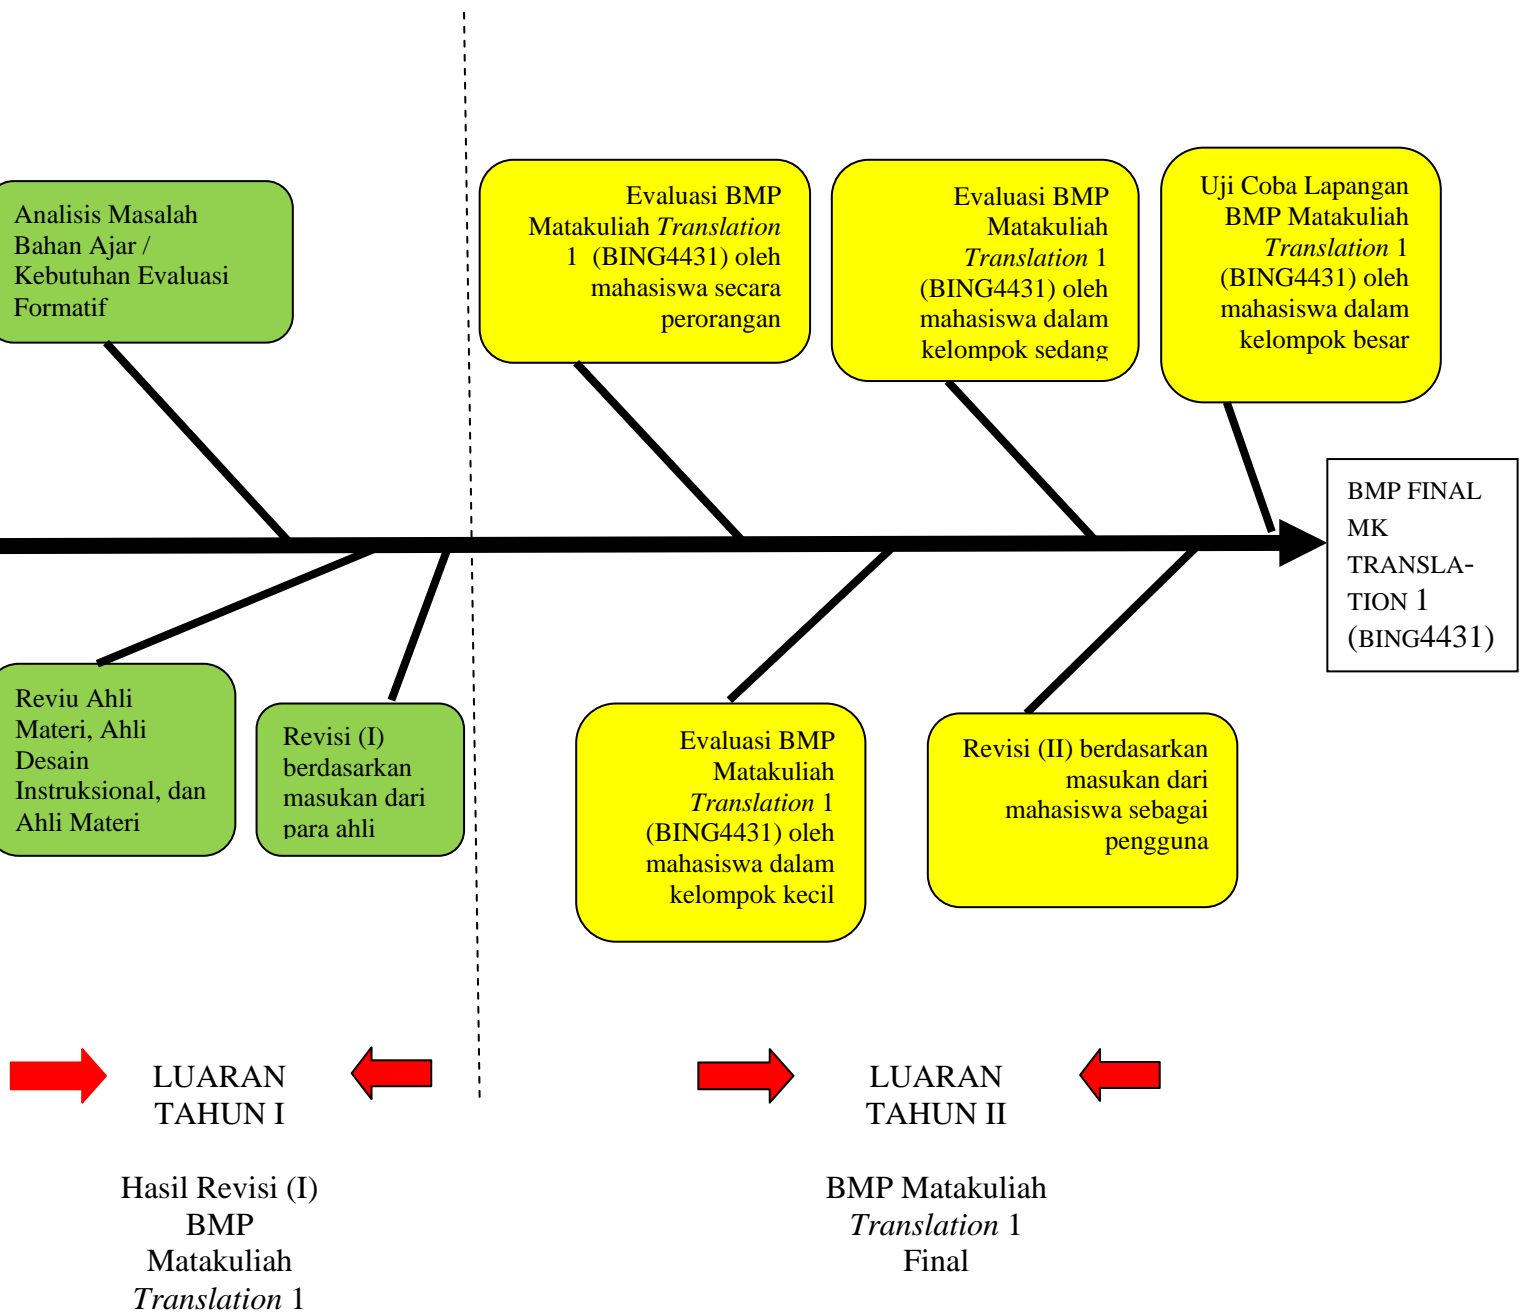 Analisis Masalah
Bahan Ajar /
Kebutuhan Evaluasi
Formatif
Evaluasi BMP
Matakuliah Translation
1 (BING4431) oleh
mahasiswa secara
perorangan
Evaluasi BMP
Matakuliah
Translation 1
(BING4431) oleh
mahasiswa dalam
kelompok sedang
Uji Coba Lapangan
BMP Matakuliah
Translation 1
(BING4431) oleh
mahasiswa dalam
kelompok besar
BMP FINAL
MK
TRANSLA-
TION 1
(BING4431)
Reviu Ahli
Materi, Ahli
Desain
Instruksional, dan
Ahli Materi
Revisi (I)
berdasarkan
masukan dari
para ahli
Evaluasi BMP
Matakuliah
Translation 1
(BING4431) oleh
mahasiswa dalam
kelompok kecil
Revisi (II) berdasarkan
masukan dari
mahasiswa sebagai
pengguna
LUARAN
TAHUN I
Hasil Revisi (I)
BMP
Matakuliah
Translation 1
LUARAN
TAHUN II
BMP Matakuliah
Translation 1
Final